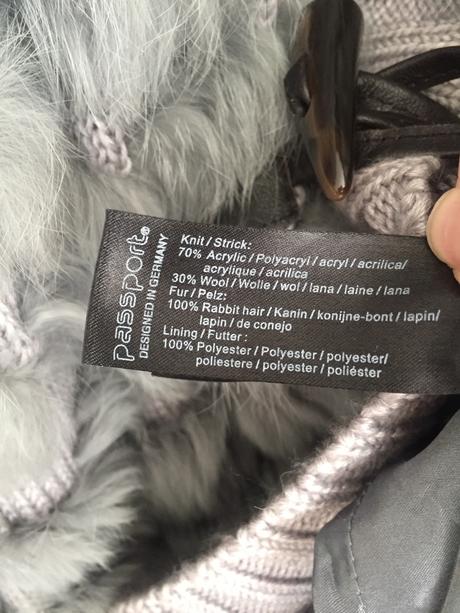 passport®
DESIGNED IN GERMANY
Knit / Strick:
70% Acrylic / Polyacryl / acryl / acrilica/
acrylique / acrilica
30% Wool / Wolle / wol / lana / laine / lana
Fur / Pelz:
100% Rabbit hair / Kanin / konijne-bont / lapin/
lapin / de conejo
Lining / Futter :
100% Polyester / Polyester / polyester/
poliestere / polyester / poliéster